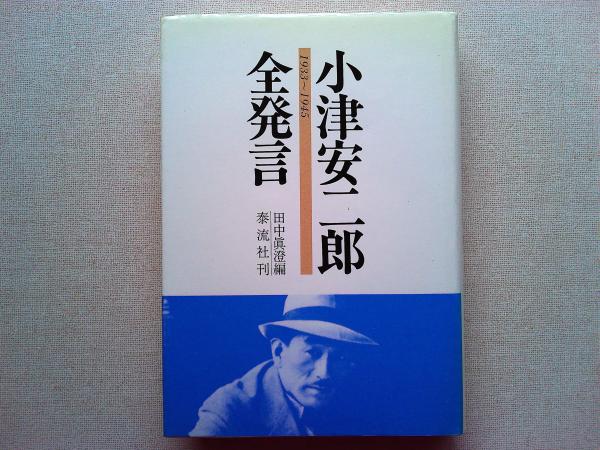 小津安二郎
1933〜1945
全発言
田中眞澄編
泰流社刊